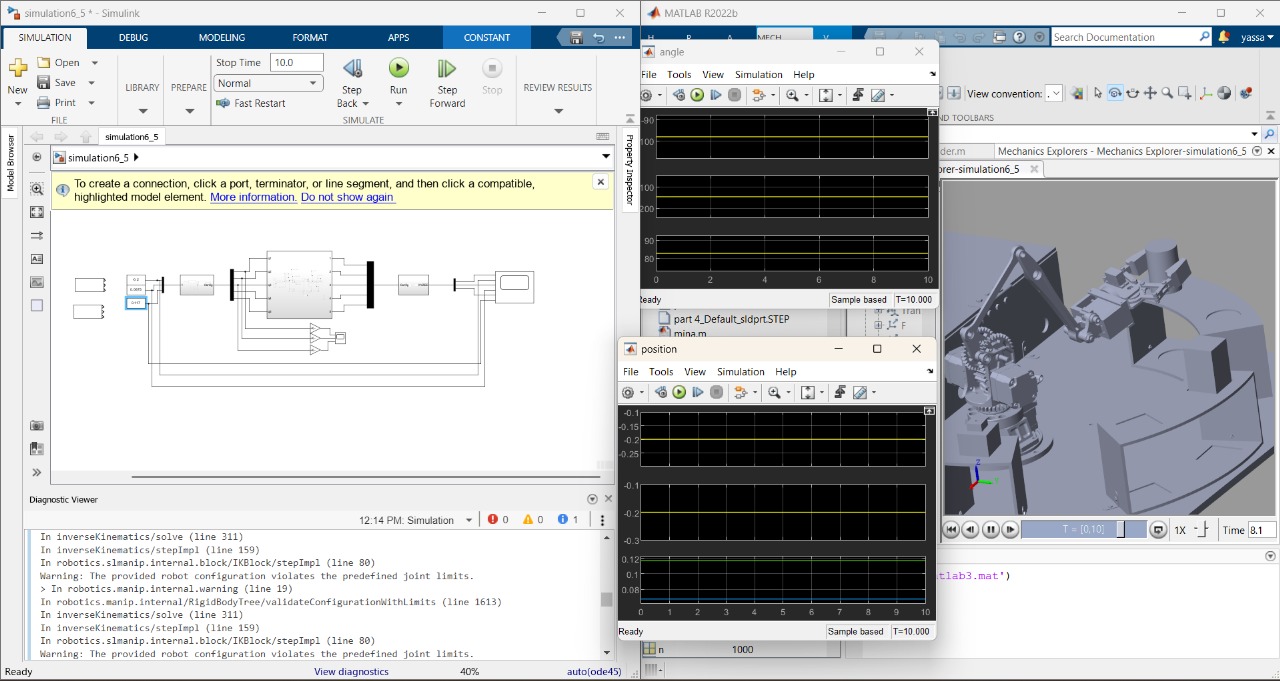 simulation6_5 * - Simulink
SIMULATION DEBUG MODELING FORMAT APPS CONSTANT
New
Open
Save
Print
FILE
LIBRARY
PREPARE
Stop Time 10.0
Normal
Fast Restart
Step Back
Run
Step Forward
Stop
SIMULATE
REVIEW RESULTS
simulation6_5
simulation6_5
Model Browser
Property Inspector
To create a connection, click a port, terminator, or line segment, and then click a compatible,
highlighted model element. More information. Do not show again
Diagnostic Viewer
12:14 PM: Simulation 0 0 1
In inverseKinematics/solve (line 311)
In inverseKinematics/stepImpl (line 159)
In robotics.slmanip.internal.block/IKBlock/stepImpl (line 80)
Warning: The provided robot configuration violates the predefined joint limits.
> In robotics.manip.internal.warning (line 19)
In robotics.manip.internal/RigidBodyTree/validateConfigurationWithLimits (line 1613)
In inverseKinematics/solve (line 311)
In inverseKinematics/stepImpl (line 159)
In robotics.slmanip.internal.block/IKBlock/stepImpl (line 80)
Warning: The provided robot configuration violates the predefined joint limits.
Ready View diagnostics 40% auto(ode45)
MATLAB R2022b
MECH
Search Documentation
yassa
View convention:
ND TOOLBARS
der.m
Mechanics Explorers - Mechanics Explorer-simulation6_5
orer-simulation6_5
angle
File Tools View Simulation Help
-90
100
100
200
90
80
0 2 4 6 8 10
Ready Sample based T=10.000
part 4_Default_sldprt.STEP
mina.m
Tran
F
position
File Tools View Simulation Help
-0.1
-0.15
-0.2
-0.25
-0.1
-0.2
-0.3
0.12
0.1
0.08
0 1 2 3 4 5 6 7 8 9 10
Ready Sample based T=10.000
n 1000
z
T = [0,10]
1X
Time 8.1
tlab3.mat')